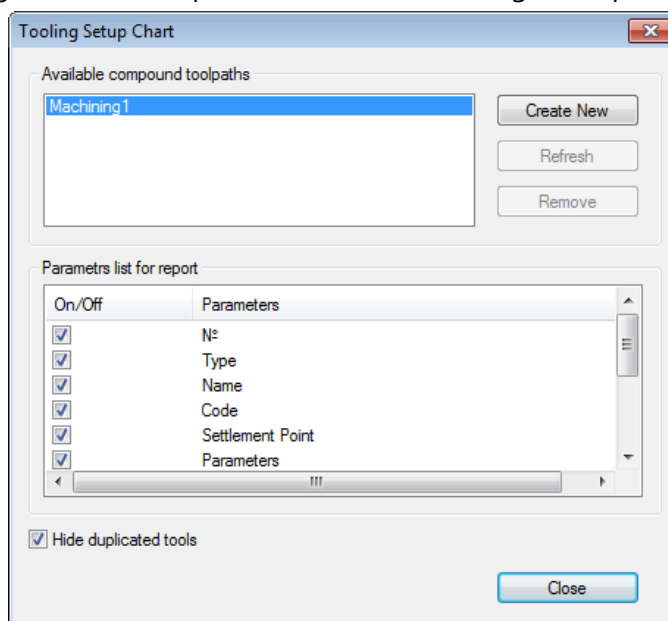 Tooling Setup Chart
Available compound toolpaths
Machining1
Create New
Refresh
Remove
Parametrs list for report
On/Off Parameters
№
Type
Name
Code
Settlement Point
Parameters
Hide duplicated tools
Close